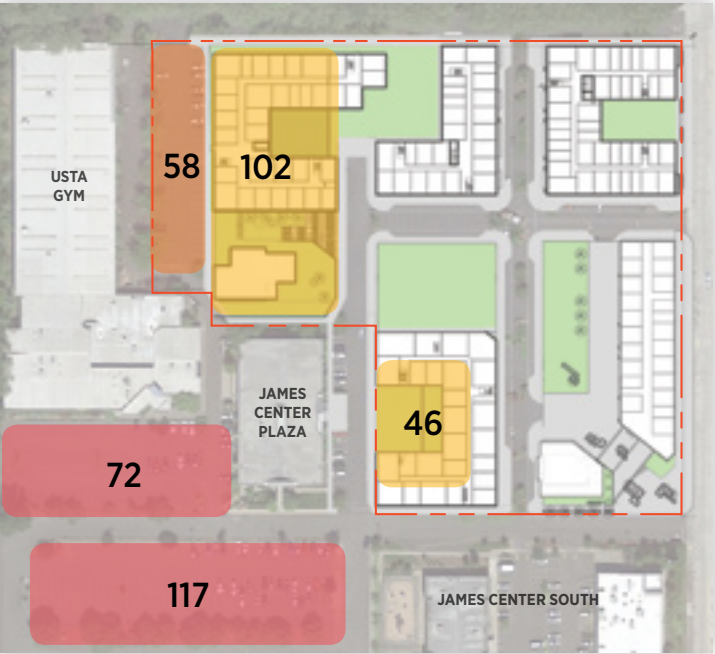 58
102
USTA
GYM
JAMES
CENTER
PLAZA
46
72
117
JAMES CENTER SOUTH